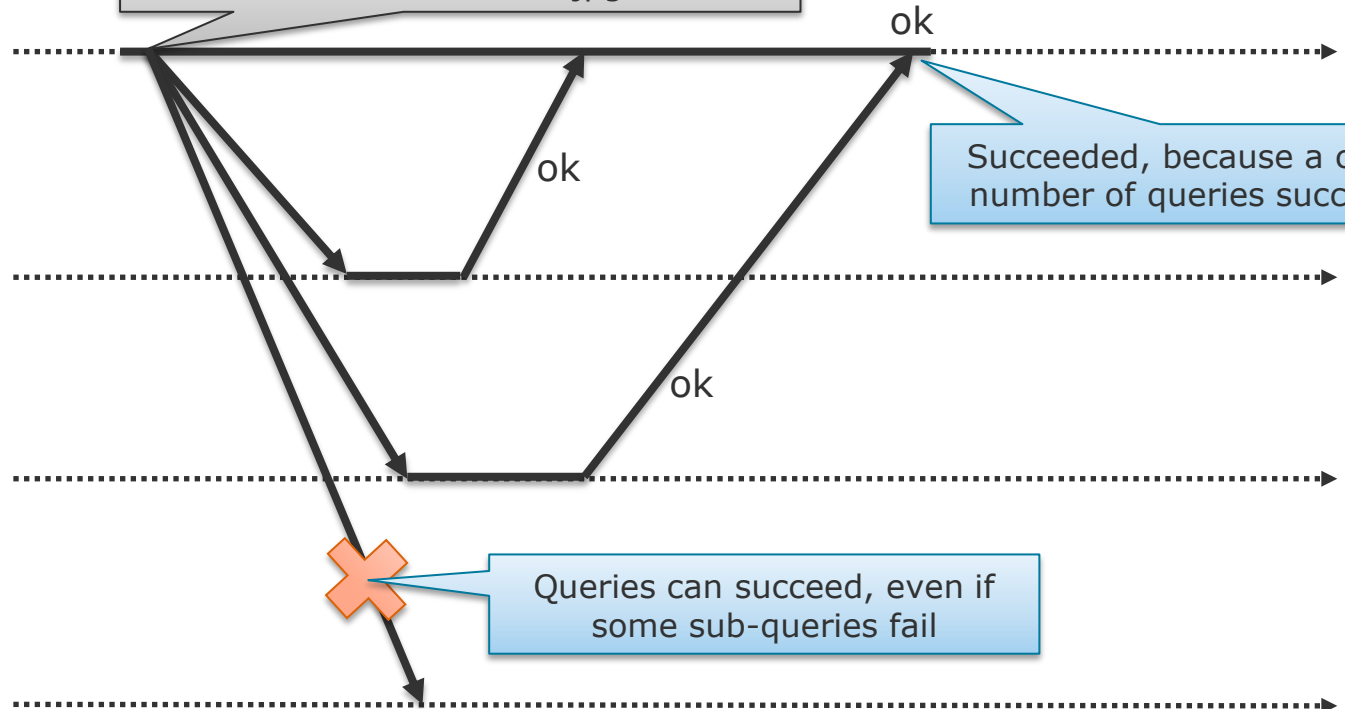 ok
ok
Succeeded, because a
number of queries succ
ok
Queries can succeed, even if
some sub-queries fail